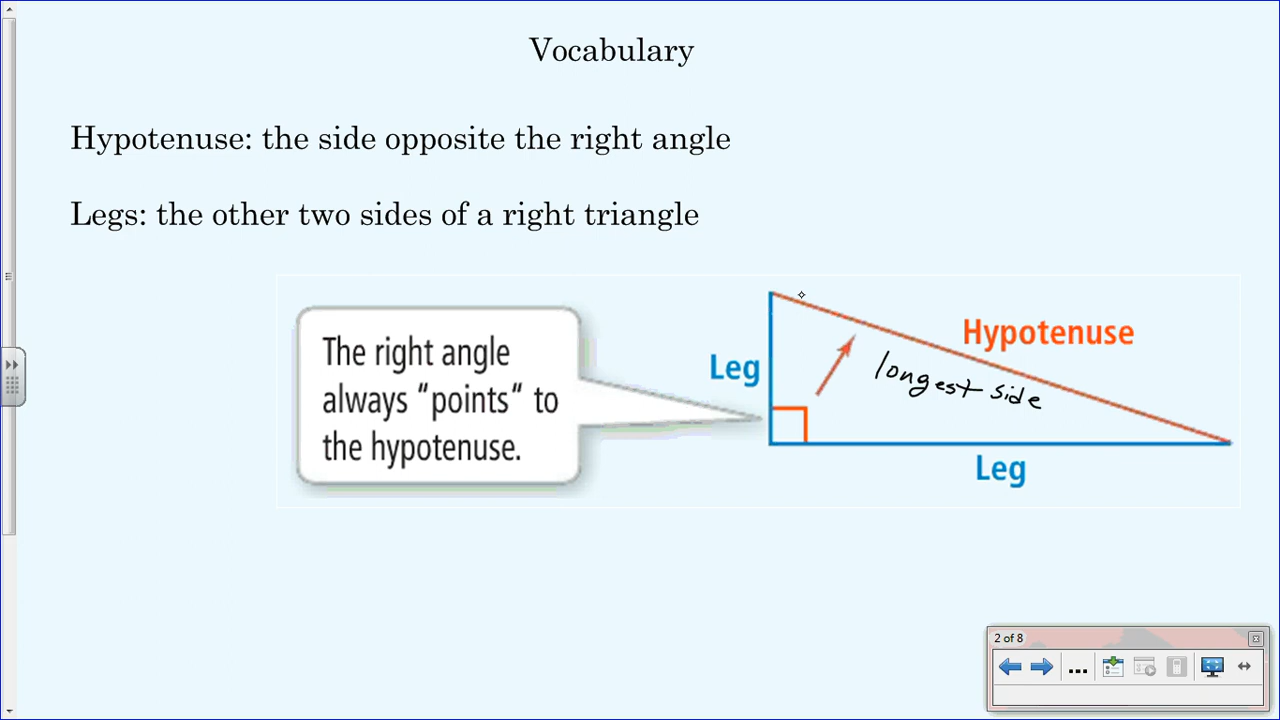 Vocabulary
Hypotenuse: the side opposite the right angle
Legs: the other two sides of a right triangle
The right angle
always “points“ to
the hypotenuse.
Leg
Hypotenuse
longest side
Leg
2 of 8